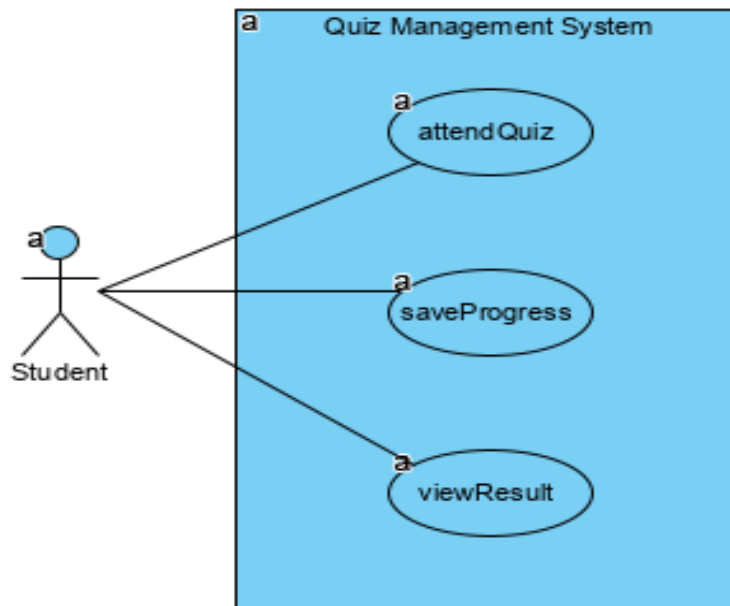 a Quiz Management System
a
attendQuiz
a
a
saveProgress
Student
a
viewResult